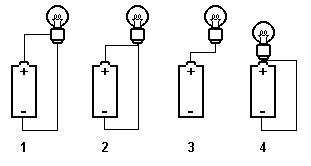 + + + +
- - - -
1 2 3 4